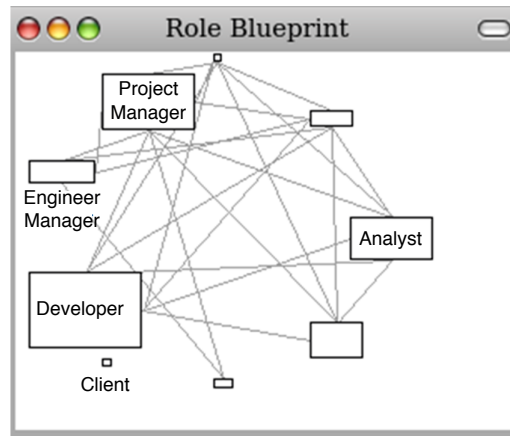 Role Blueprint
Project
Manager
Engineer
Manager
Analyst
Developer
Client